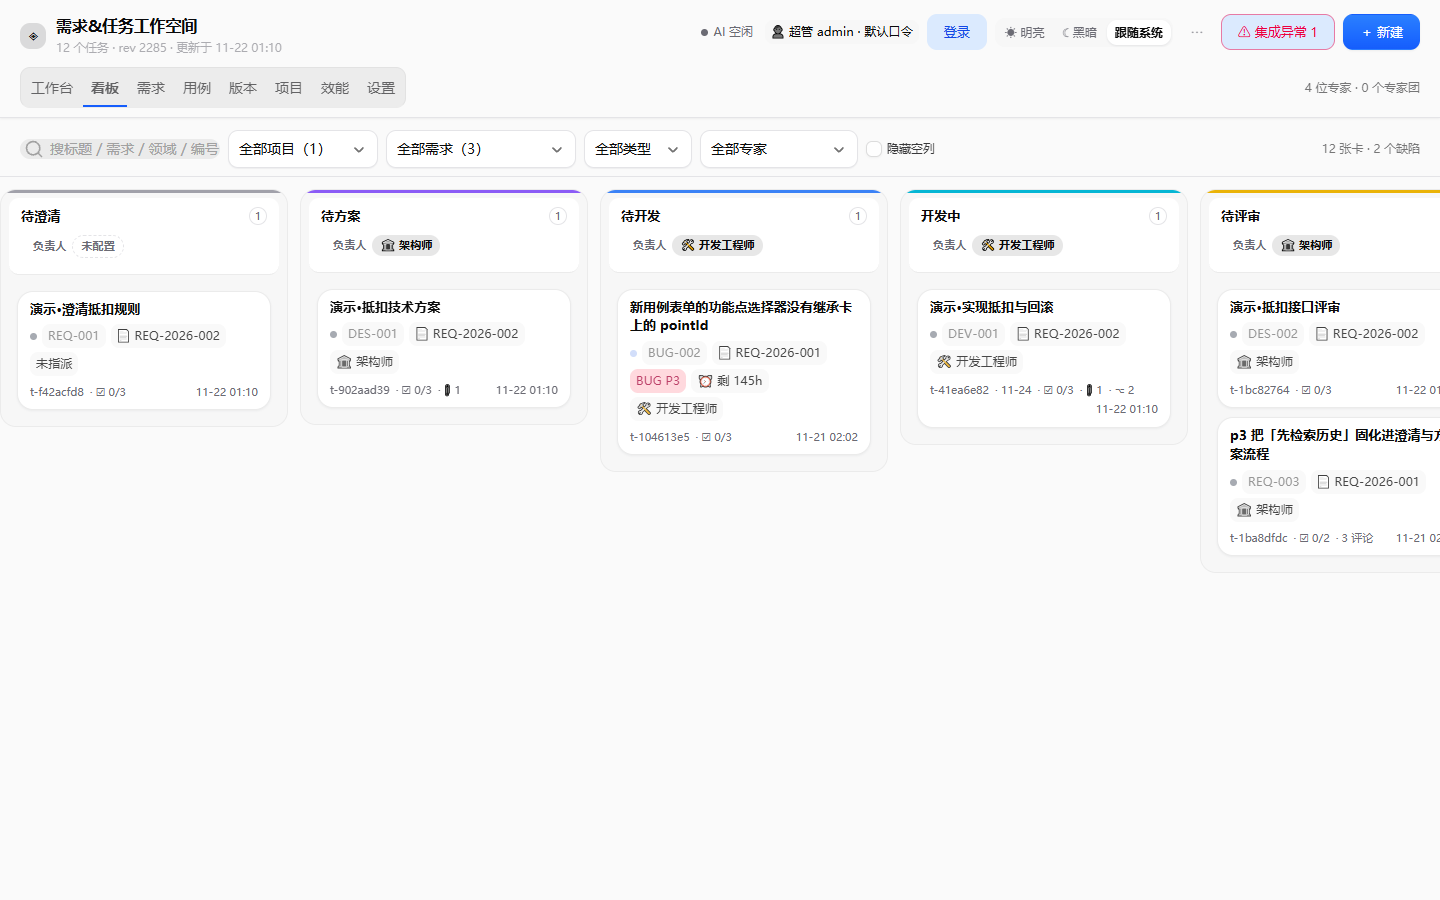 需求&任务工作空间
12 个任务 · rev 2285 · 更新于 11-22 01:10
AI 空闲
超管 admin · 默认口令
登录
明亮
黑暗
跟随系统
···
集成异常 1
+ 新建
工作台 看板 需求 用例 版本 项目 效能 设置
4 位专家 · 0 个专家团
搜标题 / 需求 / 领域 / 编号
全部项目（1）
全部需求（3）
全部类型
全部专家
隐藏空列
12 张卡 · 2 个缺陷
待澄清 1
负责人 未配置
演示·澄清抵扣规则
REQ-001 REQ-2026-002
未指派
t-f42acfd8 · ☑ 0/3 11-22 01:10
待方案 1
负责人 架构师
演示·抵扣技术方案
DES-001 REQ-2026-002
架构师
t-902aad39 · ☑ 0/3 · 1 11-22 01:10
待开发 1
负责人 开发工程师
新用例表单的功能点选择器没有继承卡
上的 pointId
BUG-002 REQ-2026-001
BUG P3 剩 145h
开发工程师
t-104613e5 · ☑ 0/3 11-21 02:02
开发中 1
负责人 开发工程师
演示·实现抵扣与回滚
DEV-001 REQ-2026-002
开发工程师
t-41ea6e82 · 11-24 · ☑ 0/3 · 1 · ⌥ 2
11-22 01:10
待评审
负责人 架构师
演示·抵扣接口评审
DES-002 REQ-2026-002
架构师
t-1bc82764 · ☑ 0/3 11-22 01
p3 把「先检索历史」固化进澄清与方
案流程
REQ-003 REQ-2026-001
架构师
t-1ba8dfdc · ☑ 0/2 · 3 评论 11-21 02